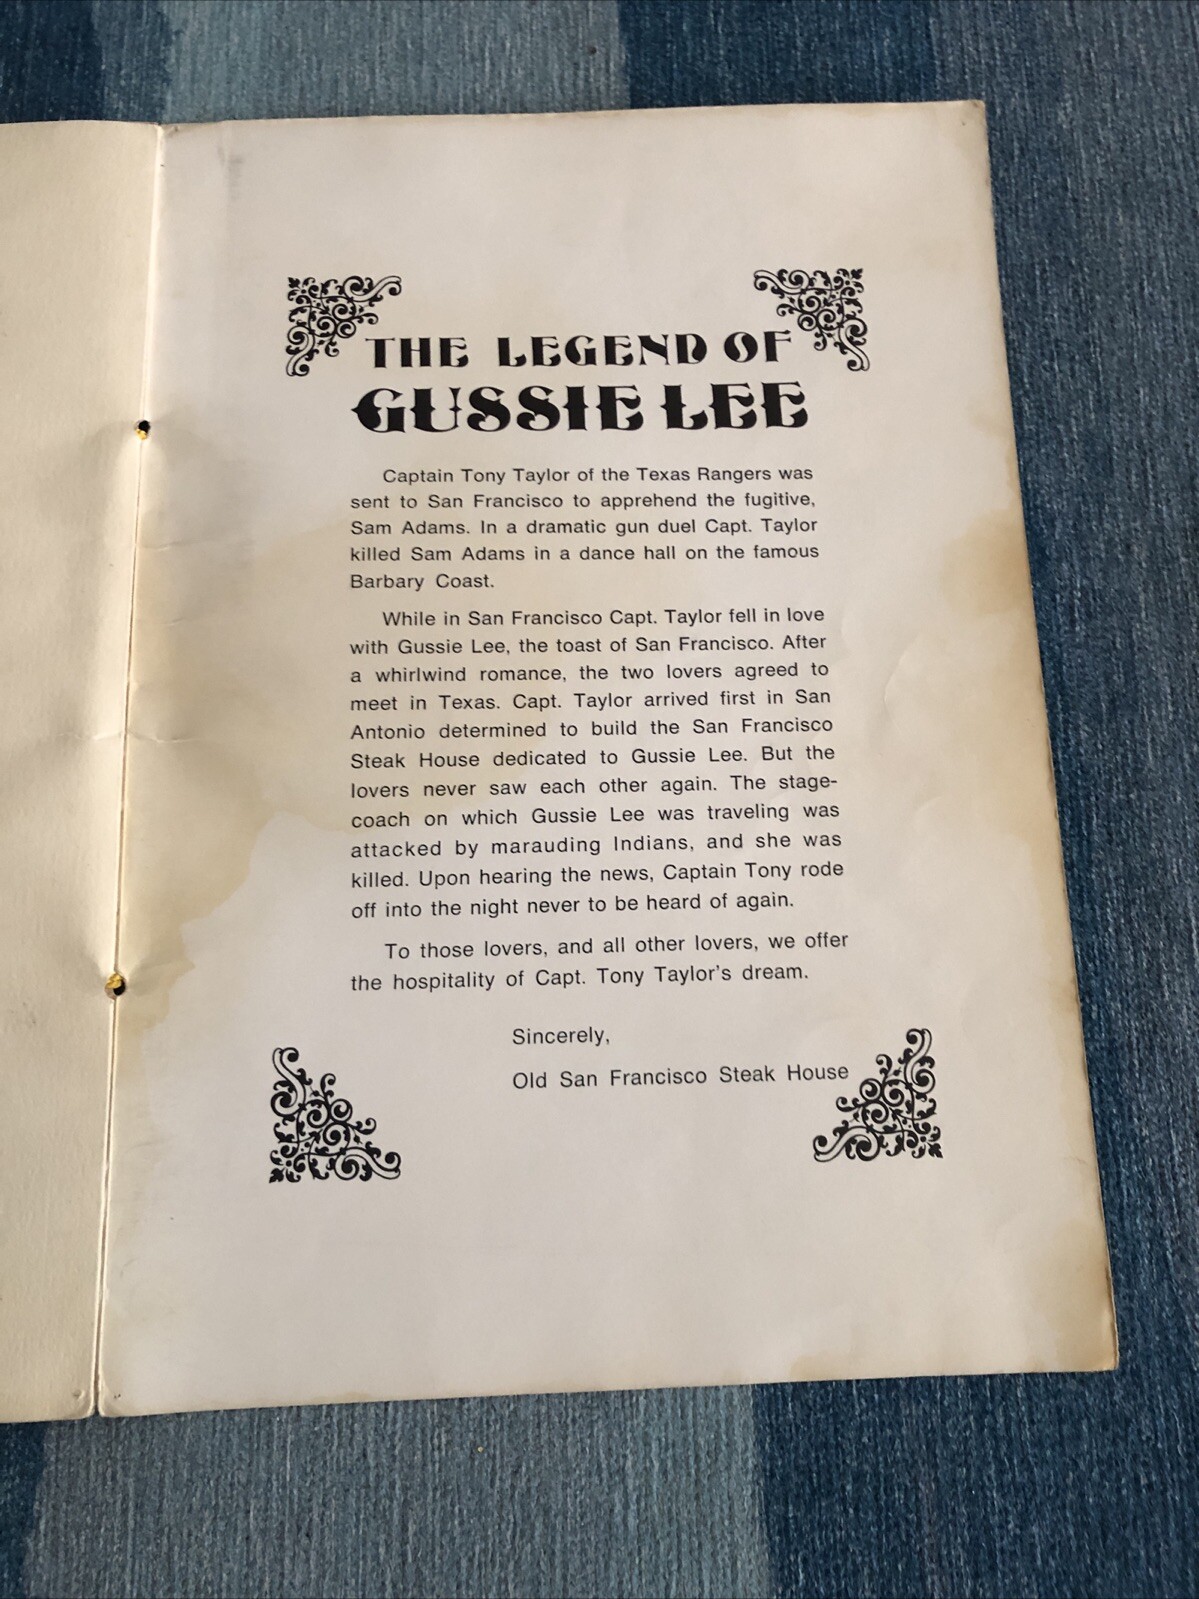 THE LEGEND OF
GUSSIE LEE
Captain Tony Taylor of the Texas Rangers was
sent to San Francisco to apprehend the fugitive,
Sam Adams. In a dramatic gun duel Capt. Taylor
killed Sam Adams in a dance hall on the famous
Barbary Coast.
While in San Francisco Capt. Taylor fell in love
with Gussie Lee, the toast of San Francisco. After
a whirlwind romance, the two lovers agreed to
meet in Texas. Capt. Taylor arrived first in San
Antonio determined to build the San Francisco
Steak House dedicated to Gussie Lee. But the
lovers never saw each other again. The stage-
coach on which Gussie Lee was traveling was
attacked by marauding Indians, and she was
killed. Upon hearing the news, Captain Tony rode
off into the night never to be heard of again.
To those lovers, and all other lovers, we offer
the hospitality of Capt. Tony Taylor's dream.
Sincerely,
Old San Francisco Steak House